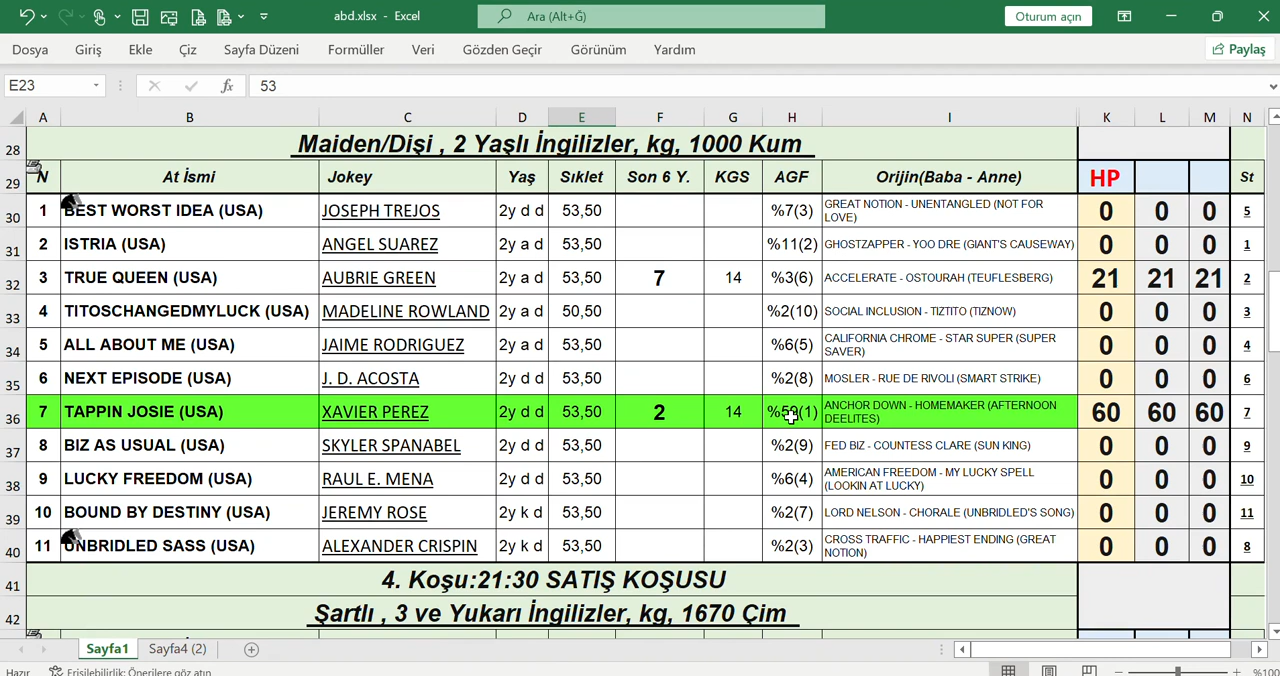 abd.xlsx - Excel
Ara (Alt+Ğ)
Oturum açın
Dosya Giriş Ekle Çiz Sayfa Düzeni Formüller Veri Gözden Geçir Görünüm Yardım Paylaş
E23 fx 53
A B C D E F G H I K L M N
28 Maiden/Dişi , 2 Yaşlı İngilizler, kg, 1000 Kum
29 N At İsmi Jokey Yaş Sıklet Son 6 Y. KGS AGF Orijin(Baba - Anne) HP St
30 1 BEST WORST IDEA (USA) JOSEPH TREJOS 2y d d 53,50 %7(3) GREAT NOTION - UNENTANGLED (NOT FOR LOVE) 0 0 0 5
31 2 ISTRIA (USA) ANGEL SUAREZ 2y a d 53,50 %11(2) GHOSTZAPPER - YOO DRE (GIANT'S CAUSEWAY) 0 0 0 1
32 3 TRUE QUEEN (USA) AUBRIE GREEN 2y a d 53,50 7 14 %3(6) ACCELERATE - OSTOURAH (TEUFLESBERG) 21 21 21 2
33 4 TITOSCHANGEDMYLUCK (USA) MADELINE ROWLAND 2y a d 50,50 %2(10) SOCIAL INCLUSION - TIZTITO (TIZNOW) 0 0 0 3
34 5 ALL ABOUT ME (USA) JAIME RODRIGUEZ 2y a d 53,50 %6(5) CALIFORNIA CHROME - STAR SUPER (SUPER SAVER) 0 0 0 4
35 6 NEXT EPISODE (USA) J. D. ACOSTA 2y d d 53,50 %2(8) MOSLER - RUE DE RIVOLI (SMART STRIKE) 0 0 0 6
36 7 TAPPIN JOSIE (USA) XAVIER PEREZ 2y d d 53,50 2 14 ANCHOR DOWN - HOMEMAKER (AFTERNOON DEELITES) 60 60 60 7
37 8 BIZ AS USUAL (USA) SKYLER SPANABEL 2y d d 53,50 %2(9) FED BIZ - COUNTESS CLARE (SUN KING) 0 0 0 9
38 9 LUCKY FREEDOM (USA) RAUL E. MENA 2y d d 53,50 %6(4) AMERICAN FREEDOM - MY LUCKY SPELL (LOOKIN AT LUCKY) 0 0 0 10
39 10 BOUND BY DESTINY (USA) JEREMY ROSE 2y k d 53,50 %2(7) LORD NELSON - CHORALE (UNBRIDLED'S SONG) 0 0 0 11
40 11 UNBRIDLED SASS (USA) ALEXANDER CRISPIN 2y k d 53,50 %2(3) CROSS TRAFFIC - HAPPIEST ENDING (GREAT NOTION) 0 0 0 8
41 4. Koşu:21:30 SATIŞ KOŞUSU
42 Şartlı , 3 ve Yukarı İngilizler, kg, 1670 Çim
Sayfa1 Sayfa4 (2)
Hazır Erişilebilirlik: Önerilere göz atın %100